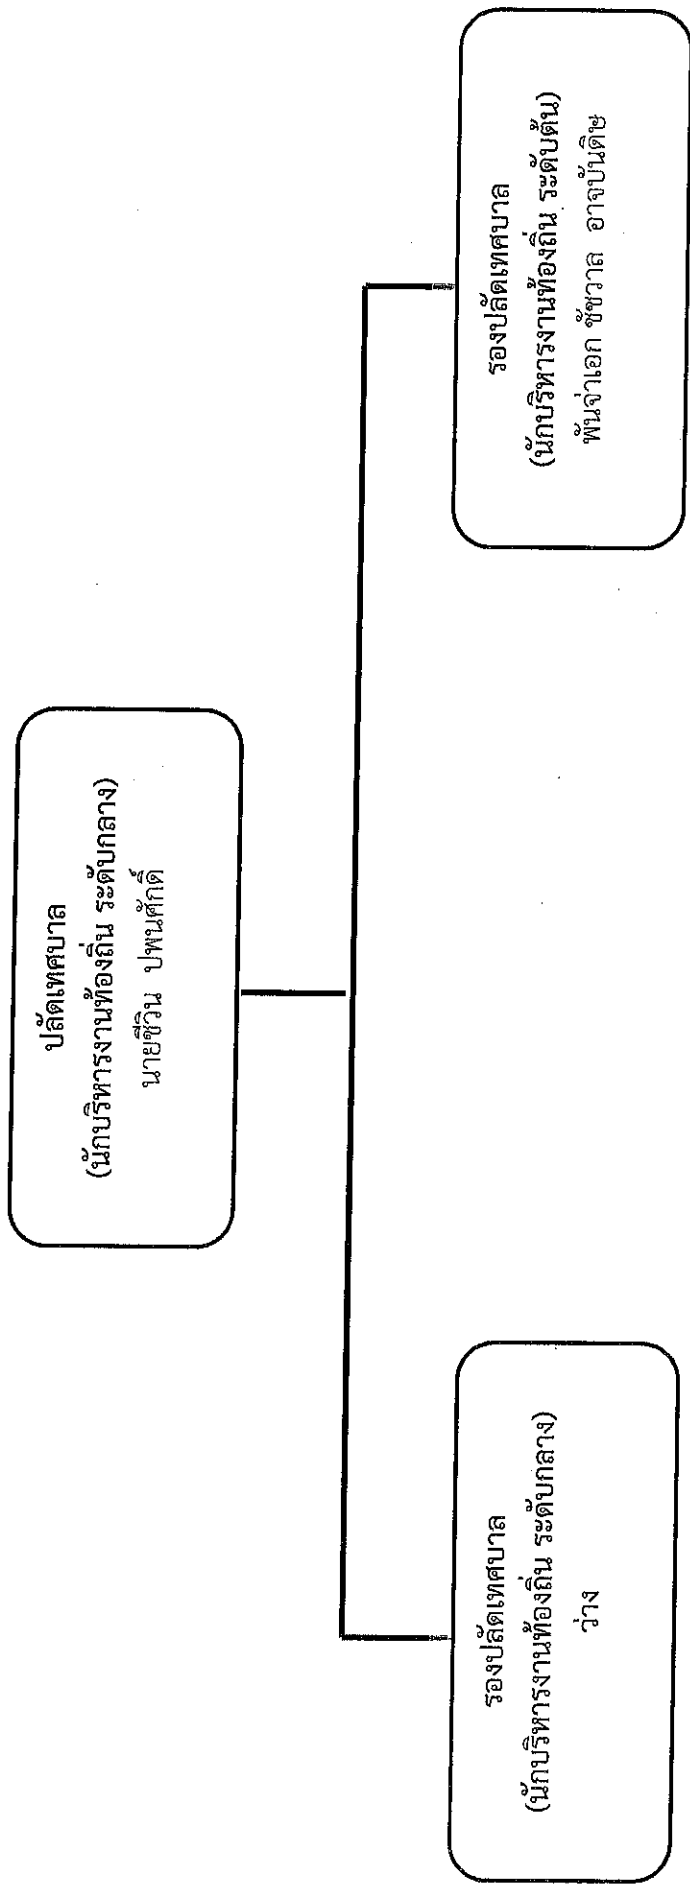 ปลัดเทศบาล
(นักบริหารงานท้องถิ่น ระดับกลาง)
นายชีวิน ปพนศักดิ์
รองปลัดเทศบาล
(นักบริหารงานท้องถิ่น ระดับกลาง)
ว่าง
รองปลัดเทศบาล
(นักบริหารงานท้องถิ่น ระดับต้น)
พันจ่าเอก ชัชวาล อาจบันดิษ